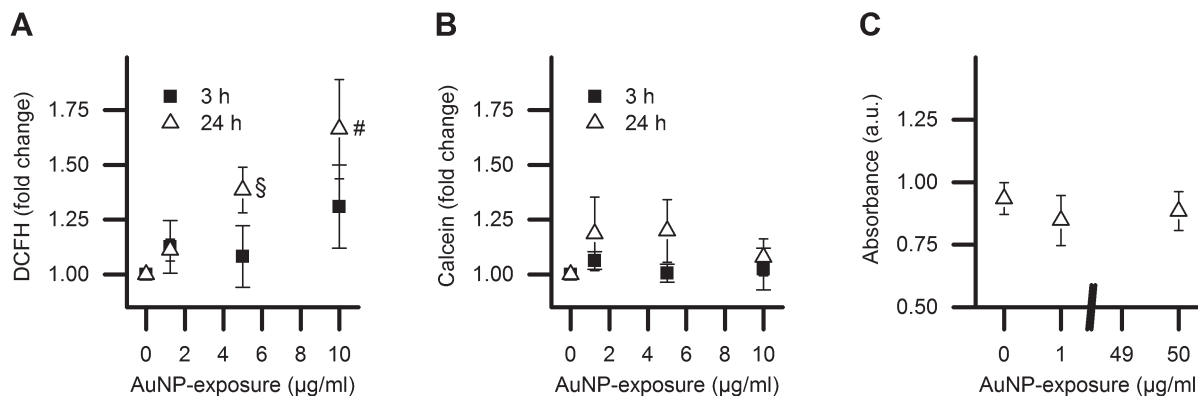 A
DCFH (fold change)
1.75
1.50
1.25
1.00
3 h
24 h
§
#
0 2 4 6 8 10
AuNP-exposure (µg/ml)
B
Calcein (fold change)
1.75
1.50
1.25
1.00
3 h
24 h
0 2 4 6 8 10
AuNP-exposure (µg/ml)
C
Absorbance (a.u.)
1.25
1.00
0.75
0.50
0 1 49 50
AuNP-exposure (µg/ml